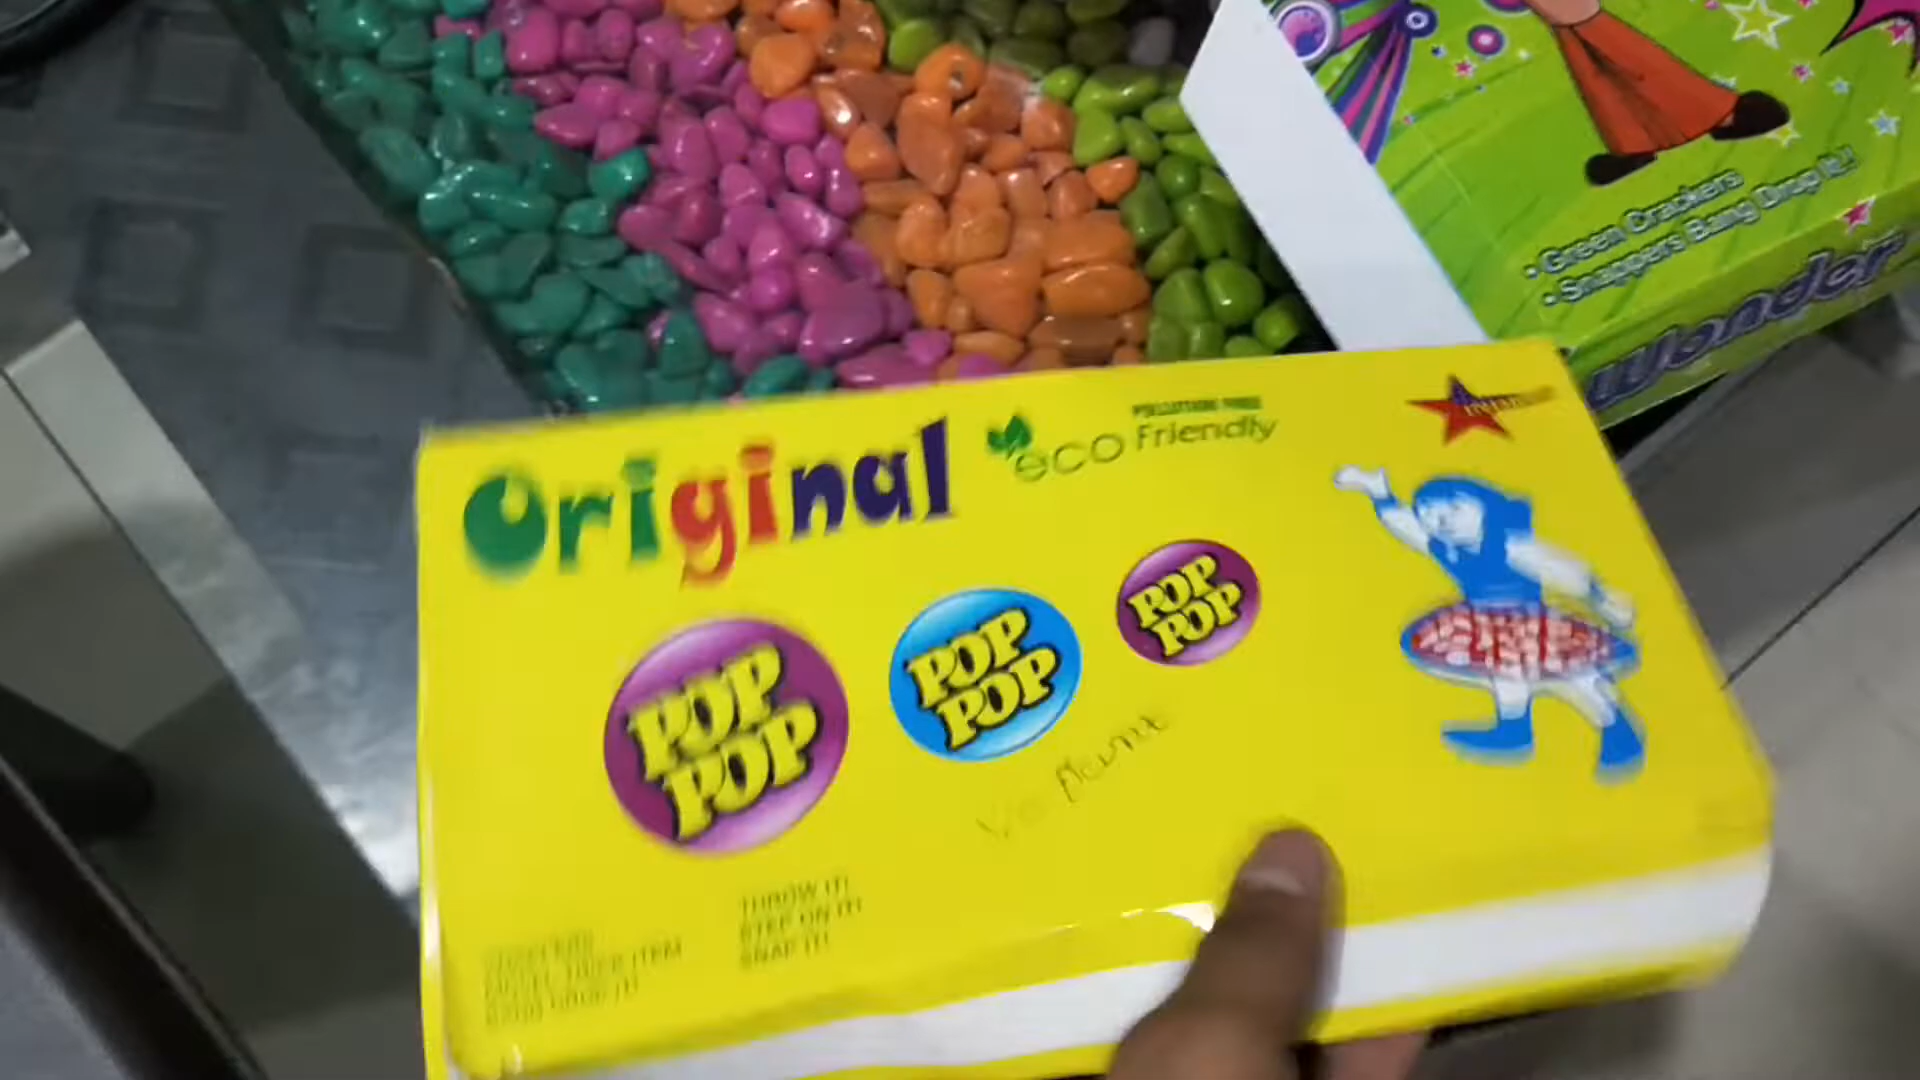 • Green Crackers
• Snappers Bang Drop It!
Wonder
Original
eco Friendly
POLLUTION FREE
POP POP
POP POP
POP POP
THROW IT!
STEP ON IT!
SNAP IT!